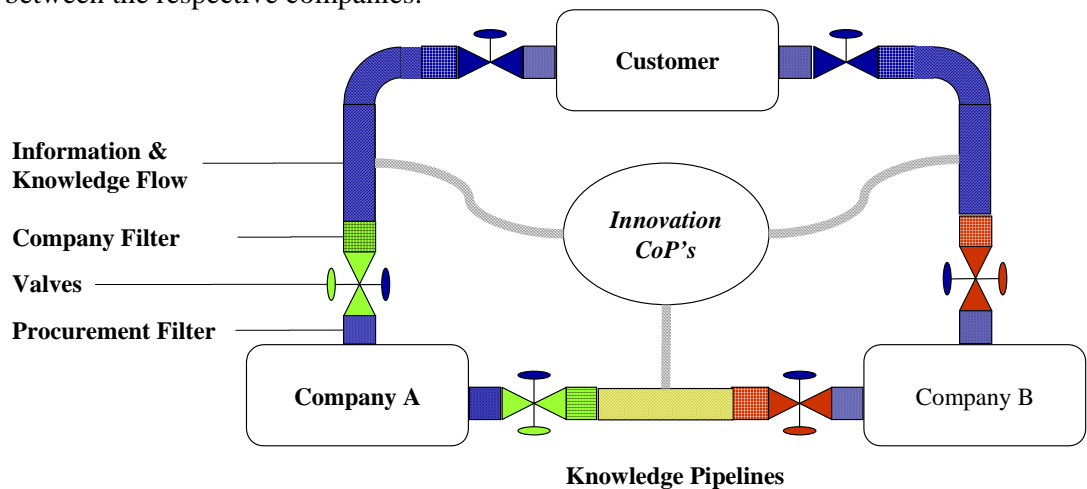 between the respective companies.
Customer
Information &
Knowledge Flow
Innovation
CoP's
Company Filter
Valves
Procurement Filter
Company A
Company B
Knowledge Pipelines